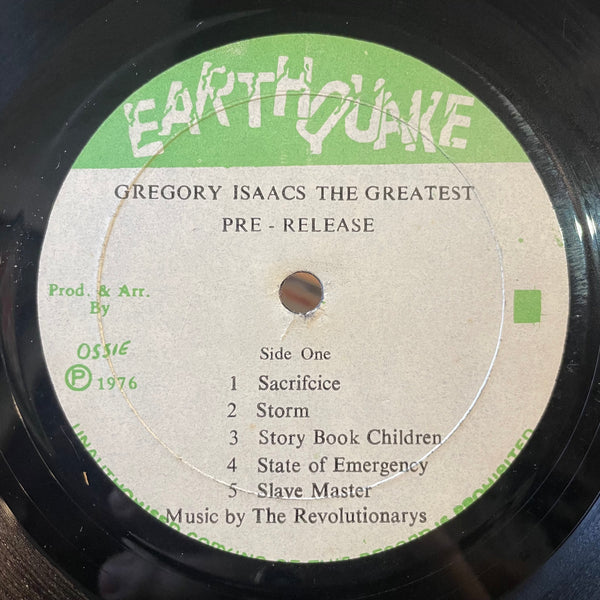 EARTHQUAKE
GREGORY ISAACS THE GREATEST
PRE - RELEASE
Prod. & Arr.
By
OSSIE
Ⓟ 1976
Side One
1 Sacrifcice
2 Storm
3 Story Book Children
4 State of Emergency
5 Slave Master
Music by The Revolutionarys
PROHIBITED